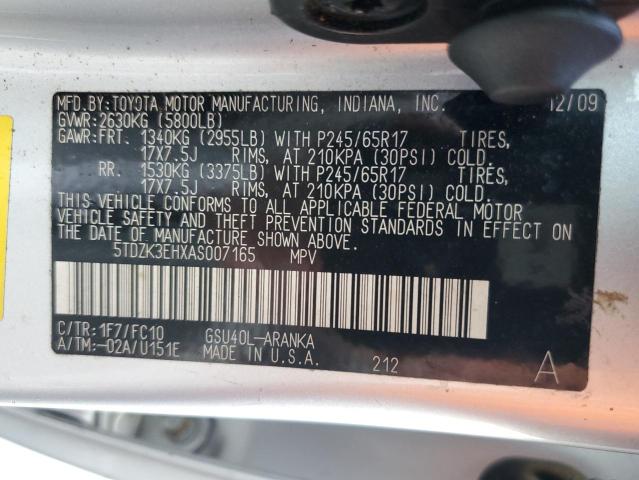 MFD.BY:TOYOTA MOTOR MANUFACTURING, INDIANA, INC. 12/09
GVWR:2630KG (5800LB)
GAWR:FRT. 1340KG (2955LB) WITH P245/65R17 TIRES,
17X7.5J RIMS, AT 210KPA (30PSI) COLD.
RR. 1530KG (3375LB) WITH P245/65R17 TIRES,
17X7.5J RIMS, AT 210KPA (30PSI) COLD.
THIS VEHICLE CONFORMS TO ALL APPLICABLE FEDERAL MOTOR
VEHICLE SAFETY AND THEFT PREVENTION STANDARDS IN EFFECT ON
THE DATE OF MANUFACTURE SHOWN ABOVE.
5TDZK3EHXAS007165 MPV
C/TR:1F7/FC10 GSU40L-ARANKA
A/TM:-02A/U151E MADE IN U.S.A. 212 A